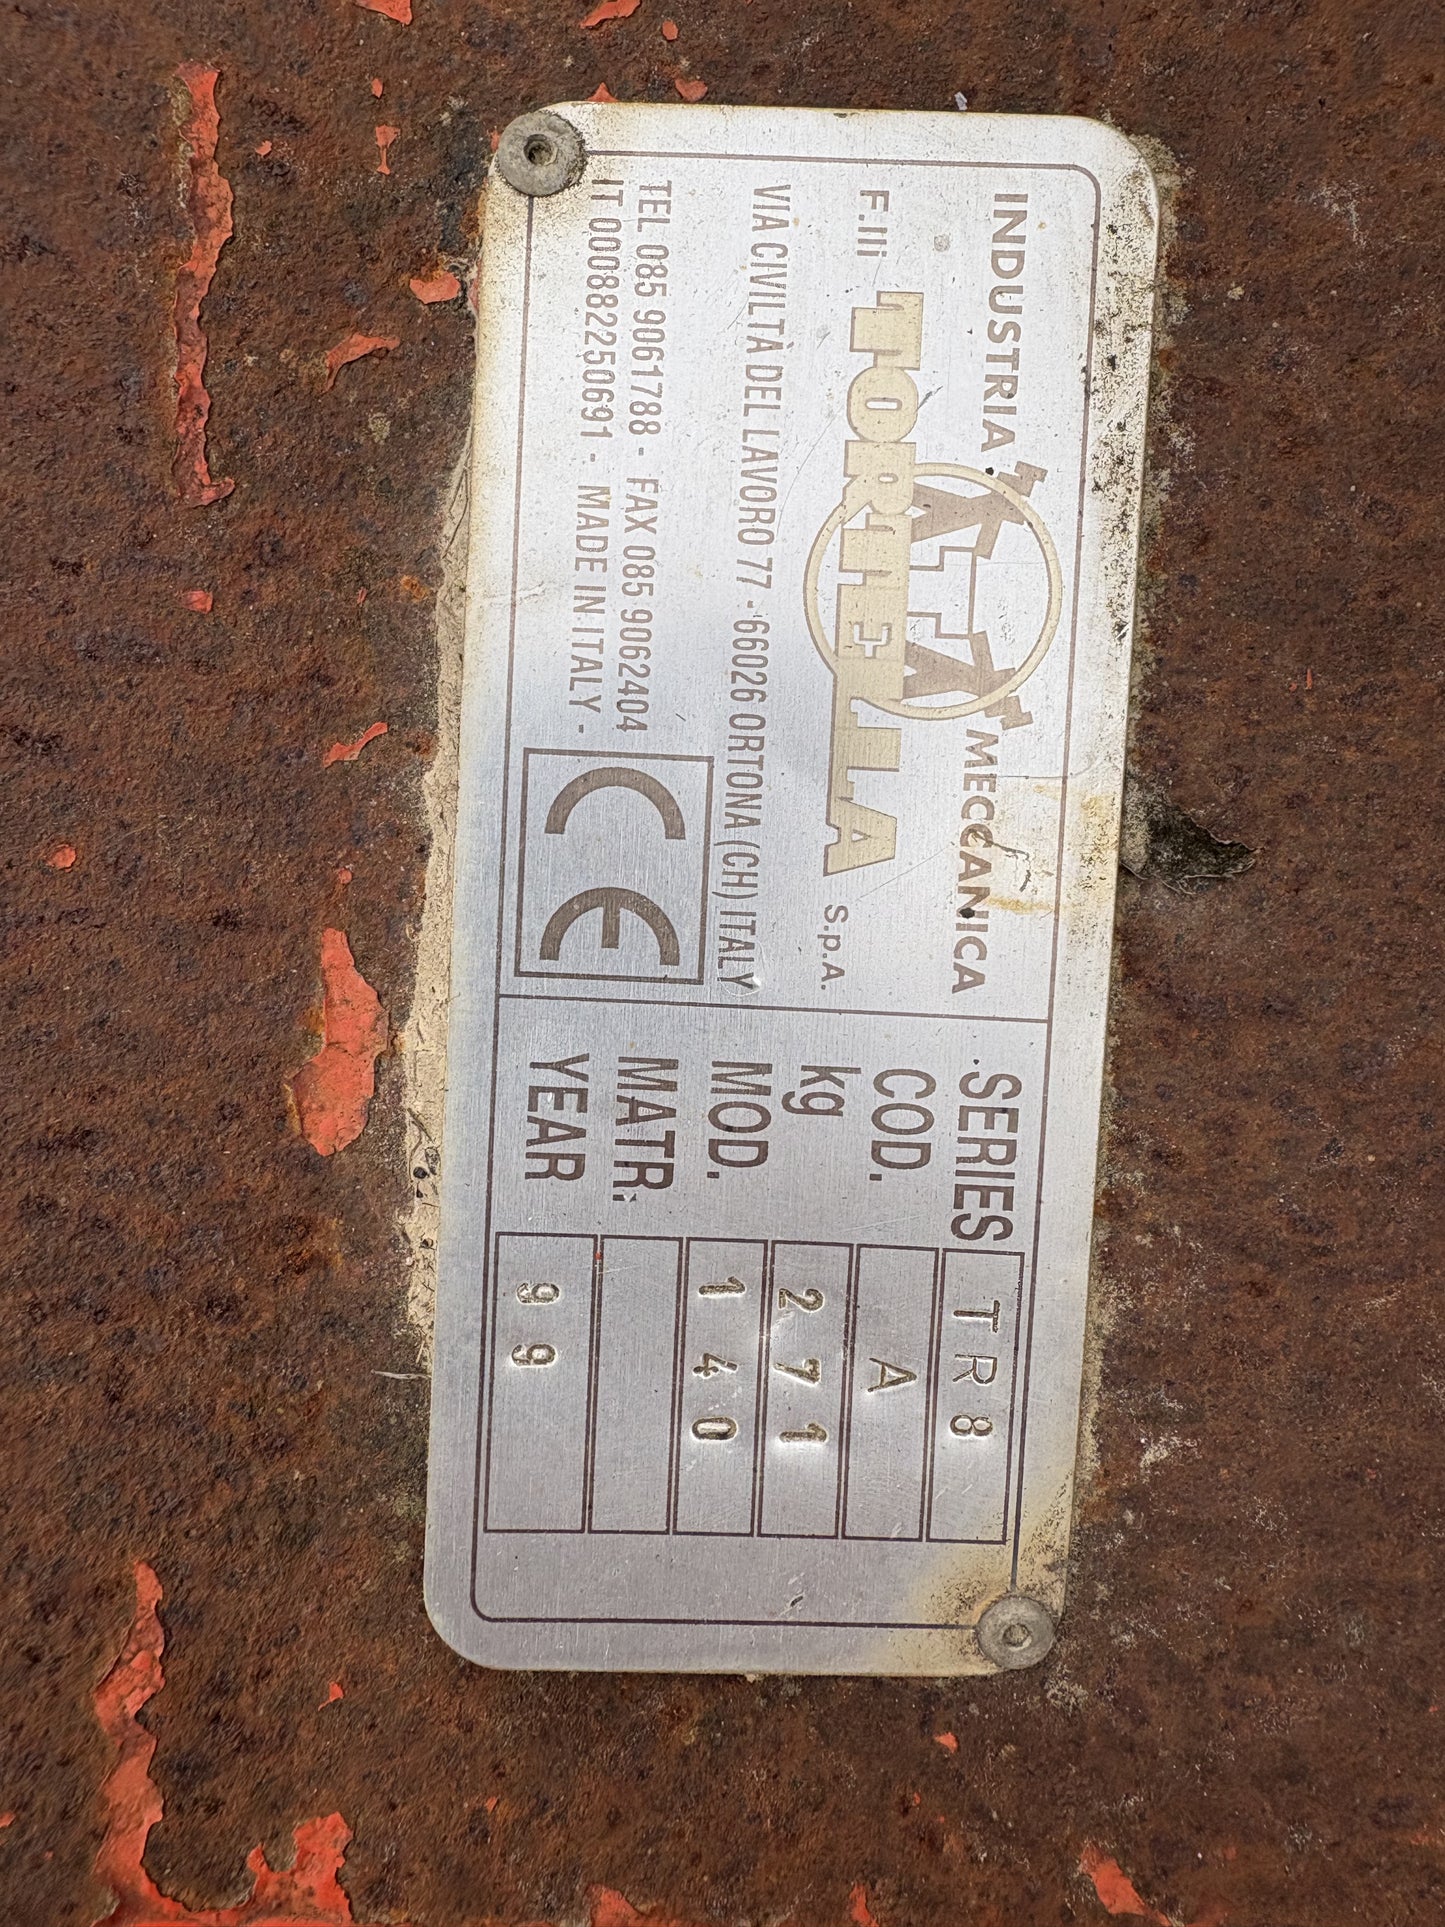 INDUSTRIA MECCANICA
F.lli TORTELLA S.p.A.
VIA CIVILTÀ DEL LAVORO 77 - 66026 ORTONA (CH) ITALY
TEL 085 9061788 - FAX 085 9062404
IT 000882250691 - MADE IN ITALY -
CE
SERIES TR8
COD. A
kg 271
MOD. 140
MATR.
YEAR 99